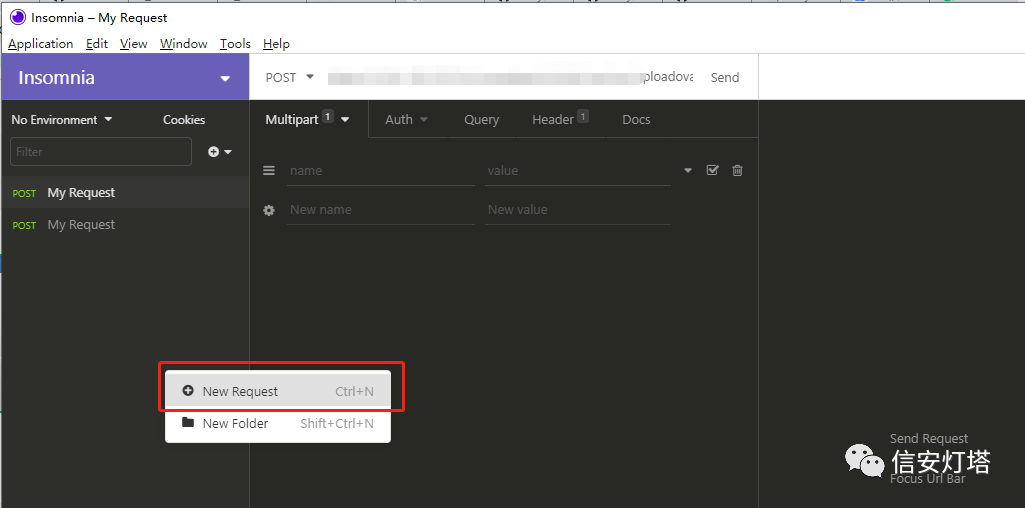 Insomnia – My Request
Application Edit View Window Tools Help
Insomnia
POST ploadova Send
No Environment Cookies
Multipart 1 Auth Query Header 1 Docs
Filter
name value
POST My Request
New name New value
POST My Request
New Request Ctrl+N
New Folder Shift+Ctrl+N
Send Request
信安灯塔
Focus Url Bar